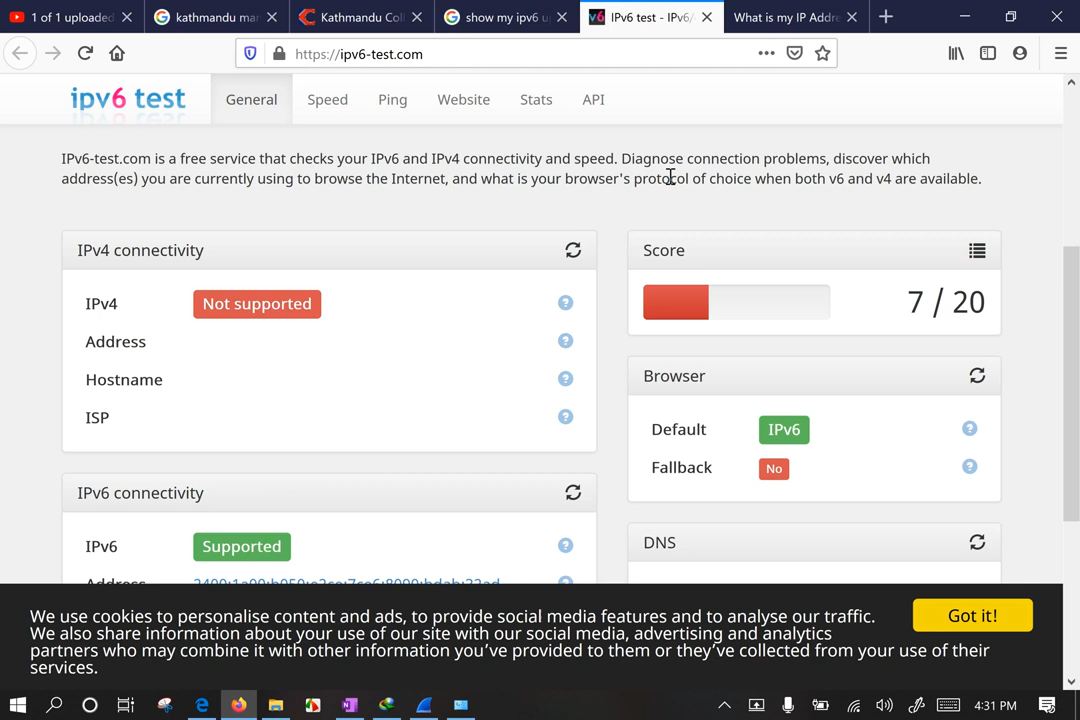 1 of 1 uploaded
kathmandu mar
Kathmandu Col
show my ipv6 u
IPv6 test - IPv6/
What is my IP Addre
https://ipv6-test.com
ipv6 test
General
Speed
Ping
Website
Stats
API
IPv6-test.com is a free service that checks your IPv6 and IPv4 connectivity and speed. Diagnose connection problems, discover which
address(es) you are currently using to browse the Internet, and what is your browser's protocol of choice when both v6 and v4 are available.
IPv4 connectivity
IPv4 Not supported
Address
Hostname
ISP
Score
7 / 20
Browser
Default IPv6
Fallback No
IPv6 connectivity
IPv6 Supported
Address
DNS
We use cookies to personalise content and ads, to provide social media features and to analyse our traffic.
We also share information about your use of our site with our social media, advertising and analytics
partners who may combine it with other information you've provided to them or they've collected from your use of their
services.
Got it!
4:31 PM